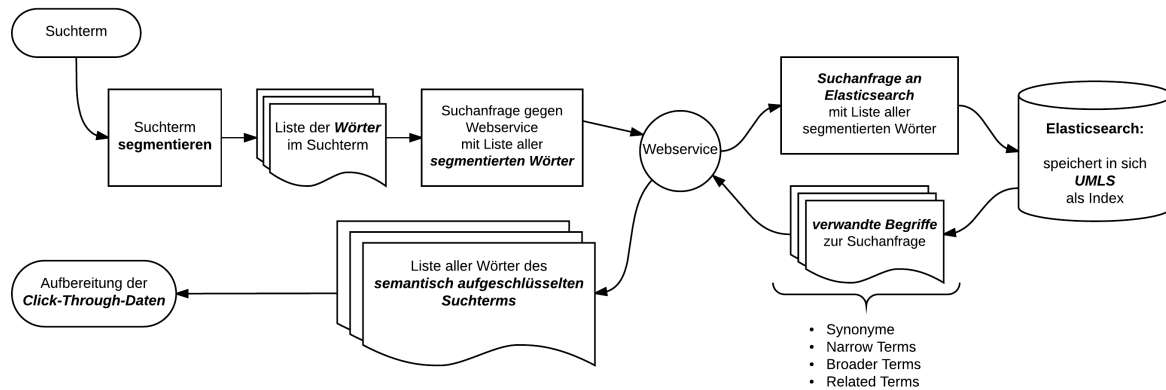 Suchterm
Suchterm
segmentieren
Liste der Wörter
im Suchterm
Suchanfrage gegen
Webservice
mit Liste aller
segmentierten Wörter
Webservice
Suchanfrage an
Elasticsearch
mit Liste aller
segmentierten Wörter
Elasticsearch:
speichert in sich
UMLS
als Index
verwandte Begriffe
zur Suchanfrage
• Synonyme
• Narrow Terms
• Broader Terms
• Related Terms
Liste aller Wörter des
semantisch aufgeschlüsselten
Suchterms
Aufbereitung der
Click-Through-Daten